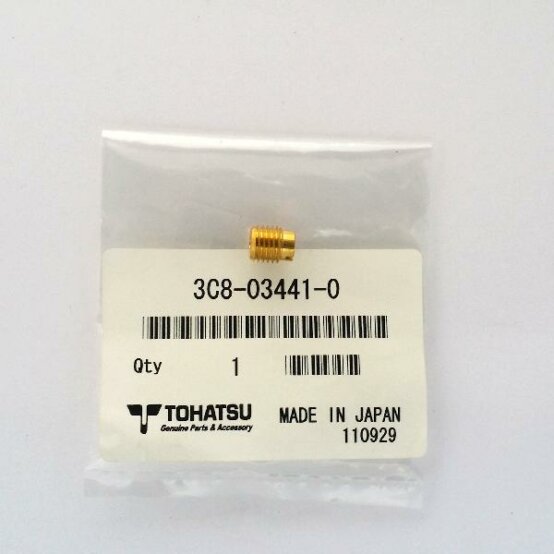 3C8-03441-0
Qty 1
TOHATSU
Genuine Parts & Accessory
MADE IN JAPAN
110929